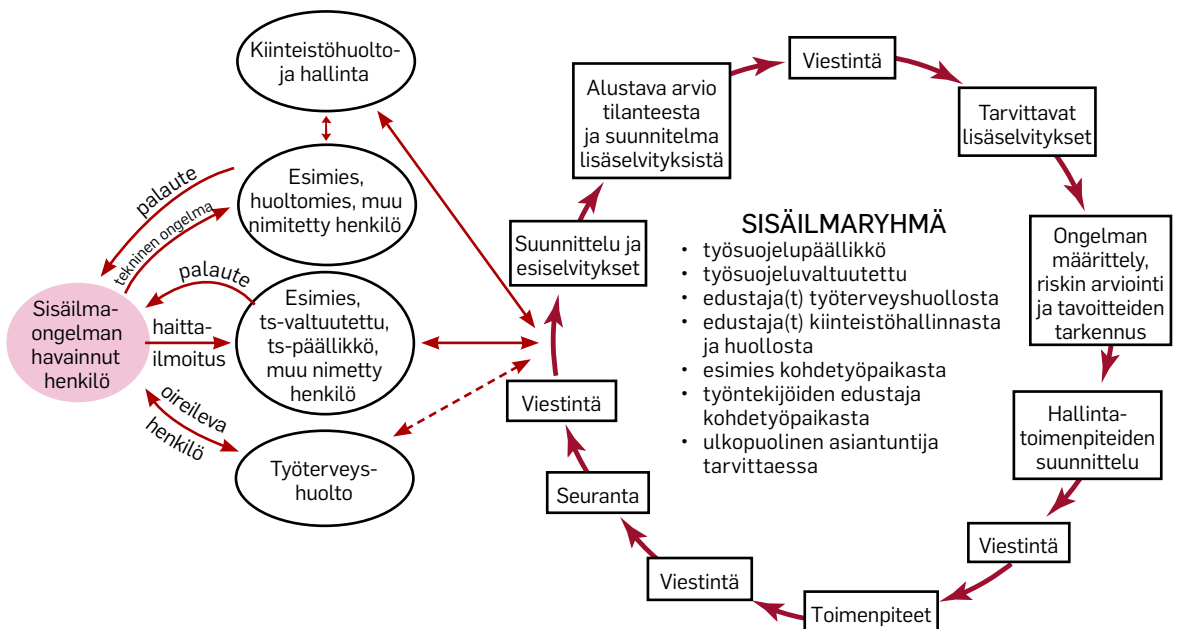 Kiinteistöhuolto-
ja hallinta
palaute
tekninen ongelma
Esimies,
huoltomies, muu
nimitetty henkilö
palaute
Sisäilma-
ongelman
havainnut
henkilö
haitta-
ilmoitus
Esimies,
ts-valtuutettu,
ts-päällikkö,
muu nimetty
henkilö
oireileva
henkilö
Työterveys-
huolto
Viestintä
Suunnittelu ja
esiselvitykset
Alustava arvio
tilanteesta
ja suunnitelma
lisäselvityksistä
Viestintä
Tarvittavat
lisäselvitykset
Ongelman
määrittely,
riskin arviointi
ja tavoitteiden
tarkennus
Hallinta-
toimenpiteiden
suunnittelu
Viestintä
Toimenpiteet
Viestintä
Seuranta
SISÄILMARYHMÄ
• työsuojelupäällikkö
• työsuojeluvaltuutettu
• edustaja(t) työterveyshuollosta
• edustaja(t) kiinteistöhallinnasta
ja huollosta
• esimies kohdetyöpaikasta
• työntekijöiden edustaja
kohdetyöpaikasta
• ulkopuolinen asiantuntija
tarvittaessa